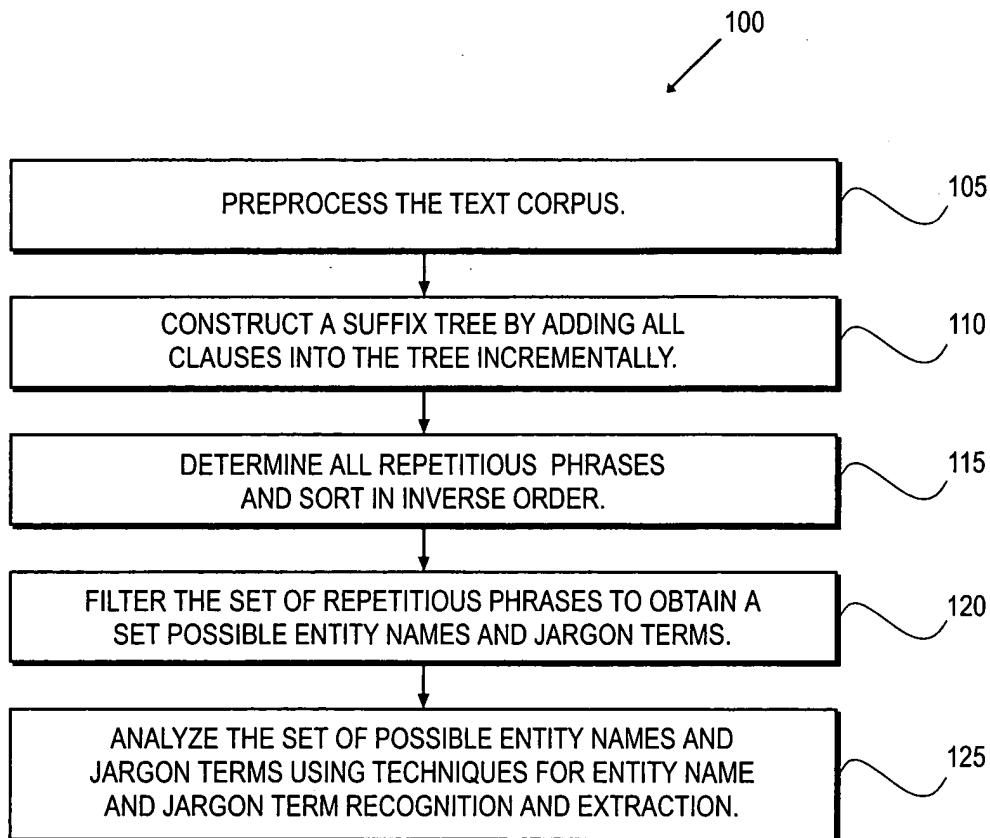 100
PREPROCESS THE TEXT CORPUS.
105
CONSTRUCT A SUFFIX TREE BY ADDING ALL
CLAUSES INTO THE TREE INCREMENTALLY.
110
DETERMINE ALL REPETITIOUS PHRASES
AND SORT IN INVERSE ORDER.
115
FILTER THE SET OF REPETITIOUS PHRASES TO OBTAIN A
SET POSSIBLE ENTITY NAMES AND JARGON TERMS.
120
ANALYZE THE SET OF POSSIBLE ENTITY NAMES AND
JARGON TERMS USING TECHNIQUES FOR ENTITY NAME
AND JARGON TERM RECOGNITION AND EXTRACTION.
125